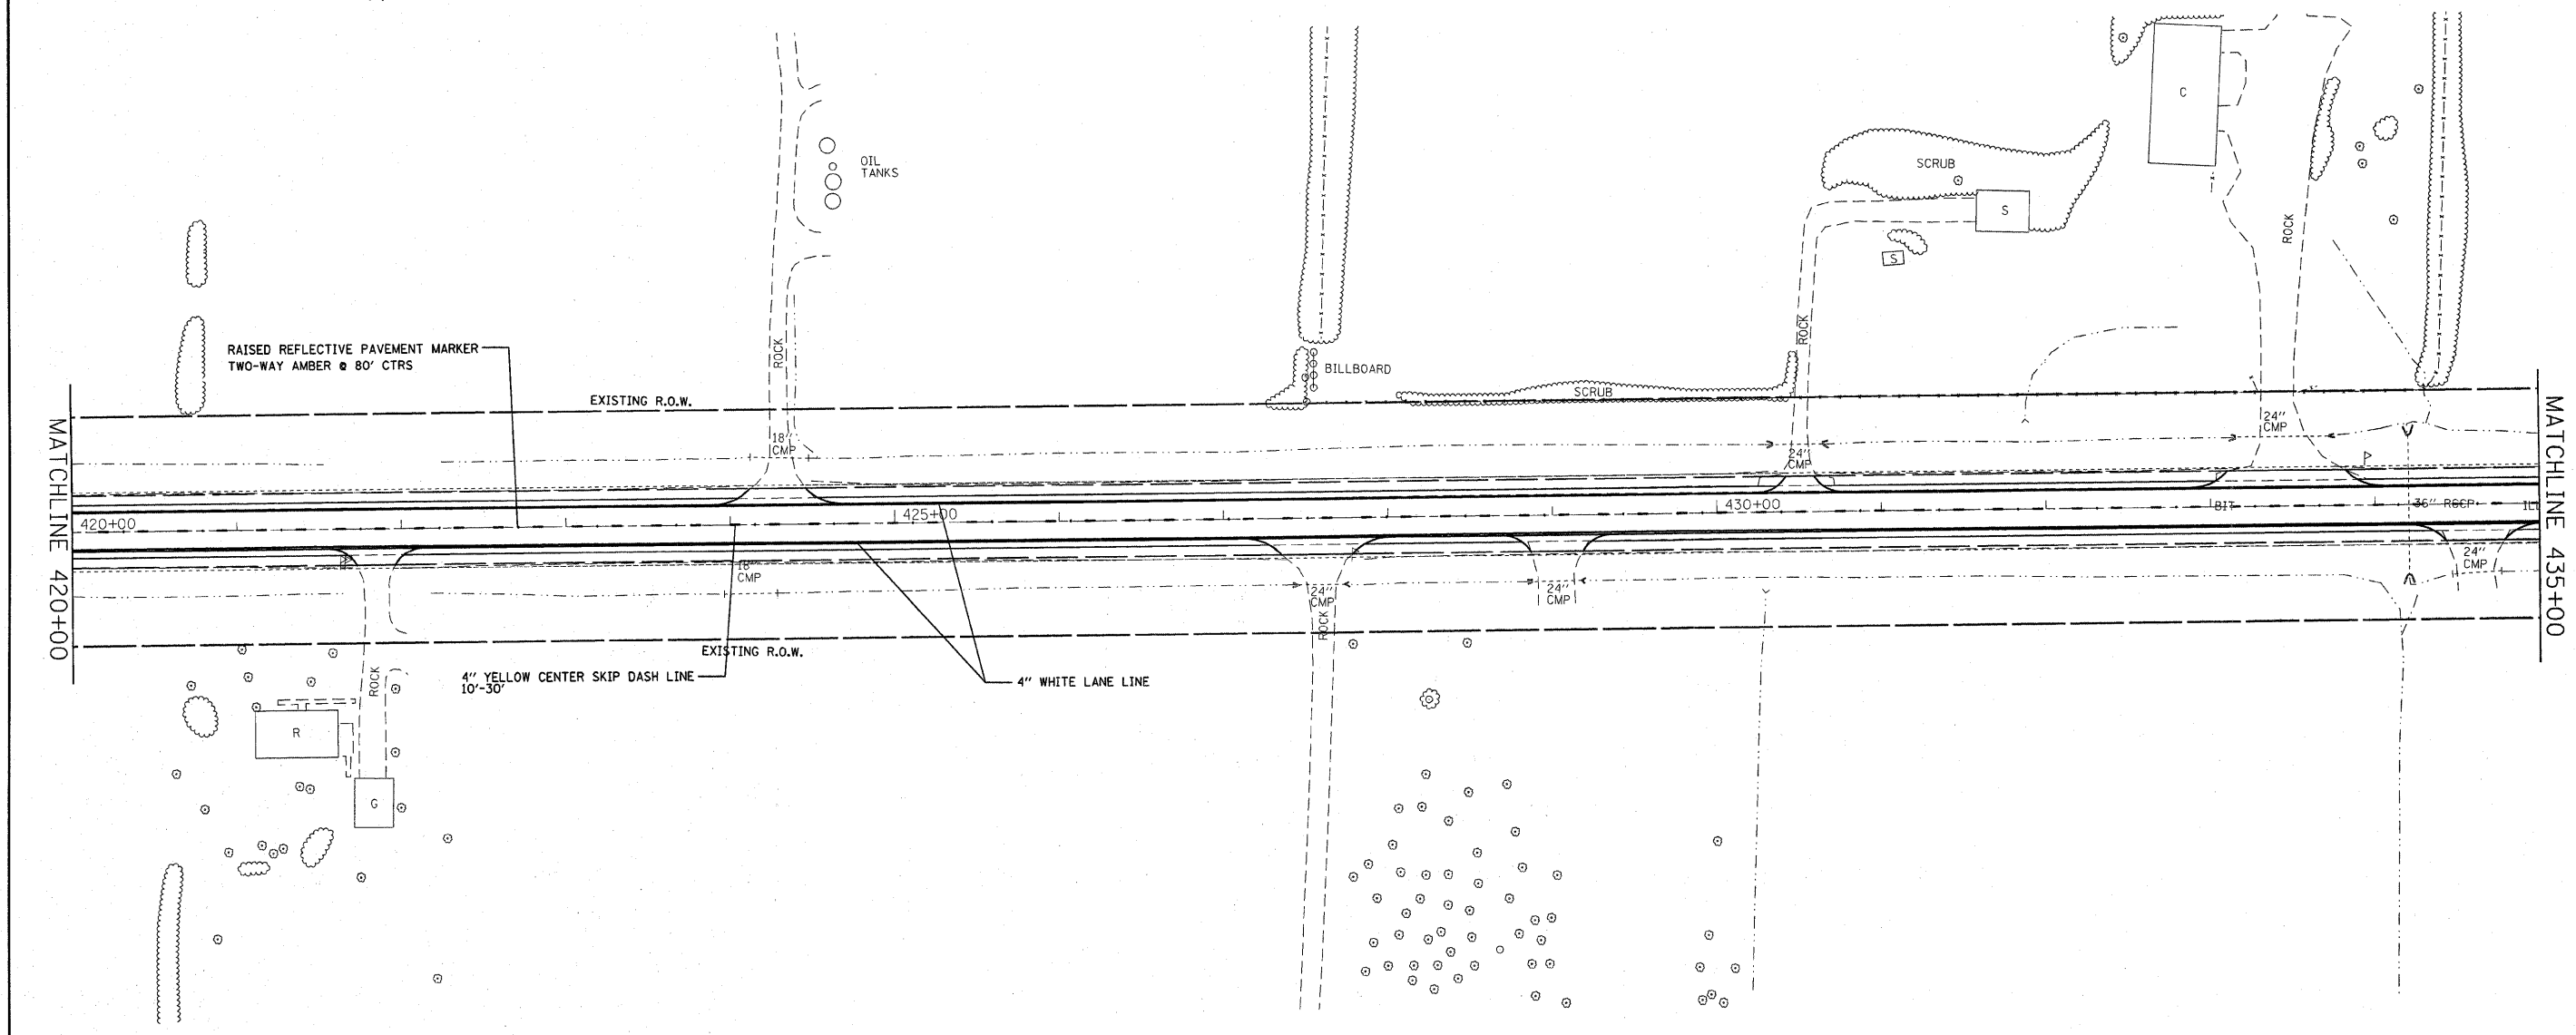 C
OIL
TANKS
SCRUB
S
S
ROCK
RAISED REFLECTIVE PAVEMENT MARKER
TWO-WAY AMBER @ 80' CTRS
ROCK
ROCK
BILLBOARD
SCRUB
EXISTING R.O.W.
MATCHLINE 420+00
MATCHLINE 435+00
18"
CMP
24"
CMP
24"
CMP
420+00
425+00
430+00
BIT
36" RGCP
ILL
18"
CMP
24"
CMP
24"
CMP
24"
CMP
ROCK
EXISTING R.O.W.
ROCK
4" YELLOW CENTER SKIP DASH LINE
10'-30'
4" WHITE LANE LINE
R
G